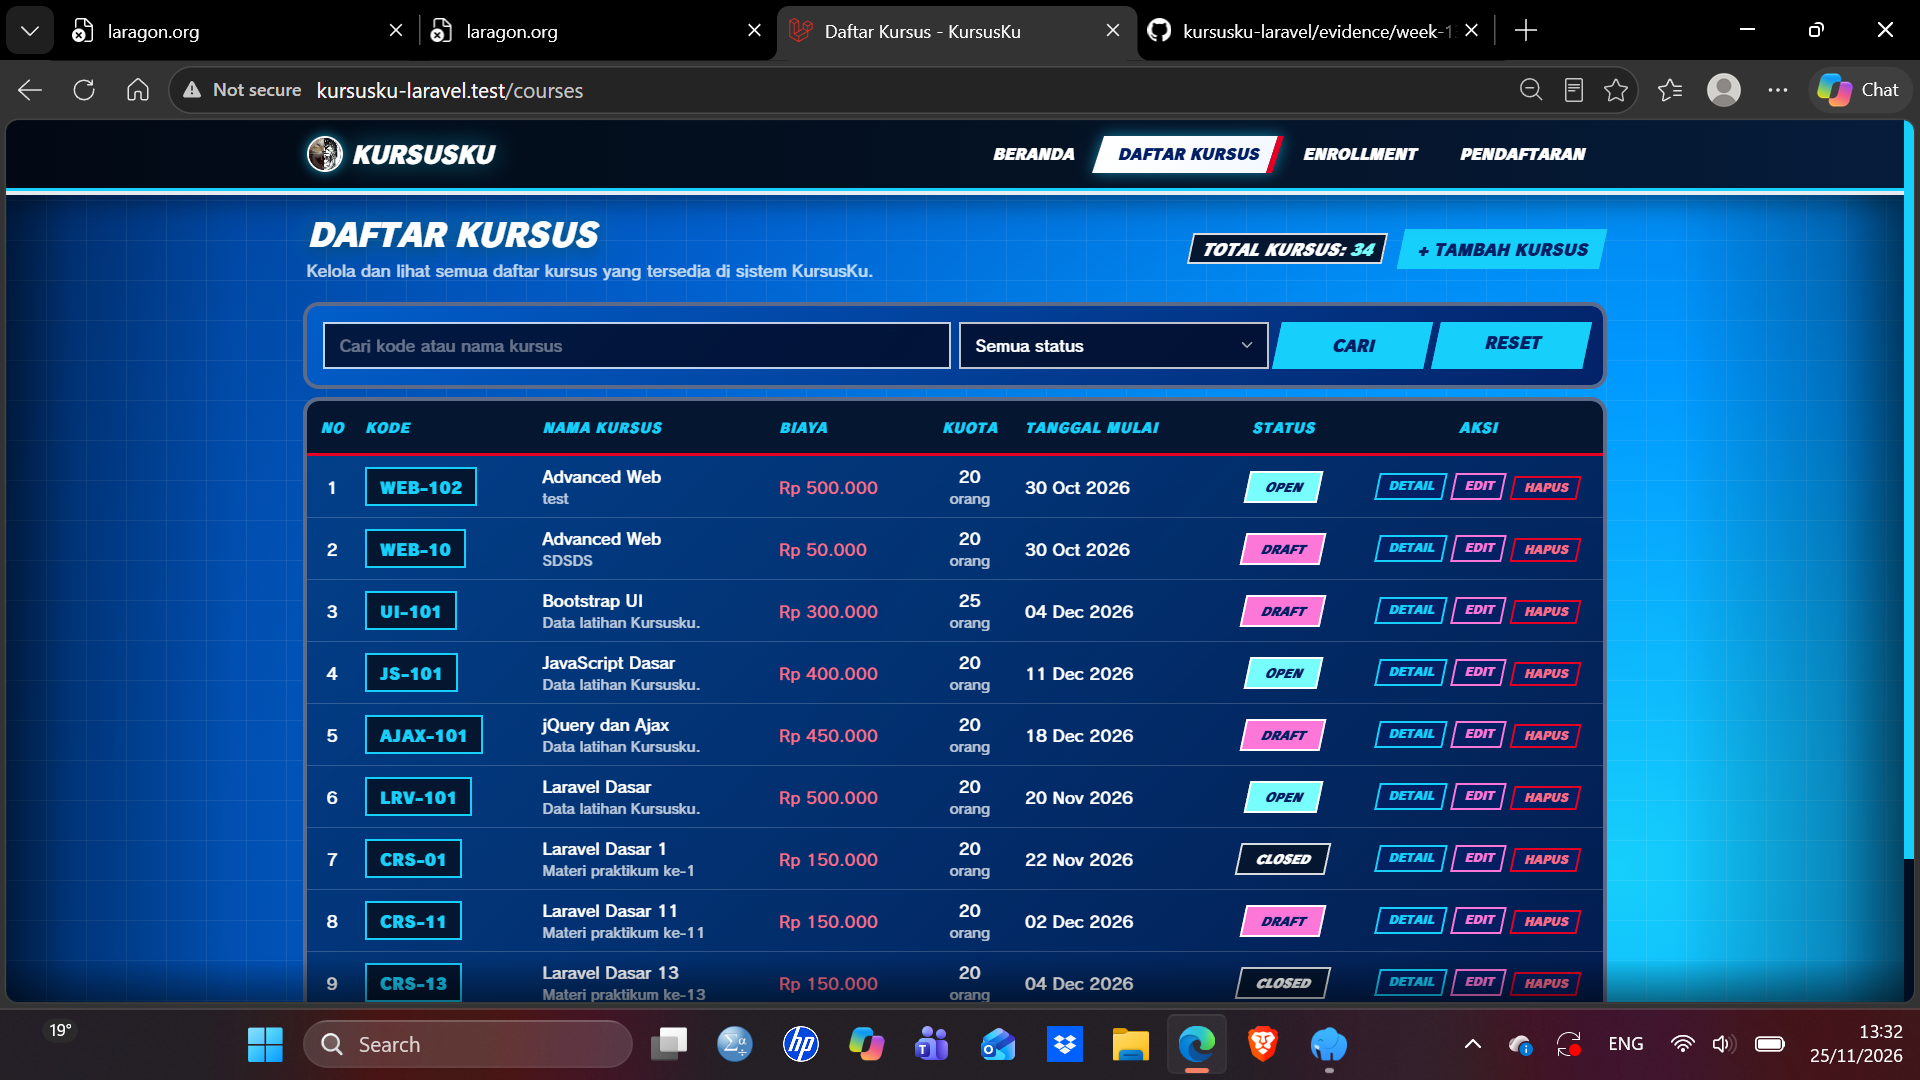 laragon.org
laragon.org
Daftar Kursus - KursusKu
kursusku-laravel/evidence/week-1
Not secure kursusku-laravel.test/courses
Chat
KURSUSKU
BERANDA
DAFTAR KURSUS
ENROLLMENT
PENDAFTARAN
DAFTAR KURSUS
Kelola dan lihat semua daftar kursus yang tersedia di sistem KursusKu.
TOTAL KURSUS: 34
+ TAMBAH KURSUS
Cari kode atau nama kursus
Semua status
CARI
RESET
NO KODE NAMA KURSUS BIAYA KUOTA TANGGAL MULAI STATUS AKSI
1 WEB-102 Advanced Web Rp 500.000 20 30 Oct 2026 OPEN DETAIL EDIT HAPUS
test orang
2 WEB-10 Advanced Web Rp 50.000 20 30 Oct 2026 DRAFT DETAIL EDIT HAPUS
SDSDS orang
3 UI-101 Bootstrap UI Rp 300.000 25 04 Dec 2026 DRAFT DETAIL EDIT HAPUS
Data latihan Kursusku. orang
4 JS-101 JavaScript Dasar Rp 400.000 20 11 Dec 2026 OPEN DETAIL EDIT HAPUS
Data latihan Kursusku. orang
5 AJAX-101 jQuery dan Ajax Rp 450.000 20 18 Dec 2026 DRAFT DETAIL EDIT HAPUS
Data latihan Kursusku. orang
6 LRV-101 Laravel Dasar Rp 500.000 20 20 Nov 2026 OPEN DETAIL EDIT HAPUS
Data latihan Kursusku. orang
7 CRS-01 Laravel Dasar 1 Rp 150.000 20 22 Nov 2026 CLOSED DETAIL EDIT HAPUS
Materi praktikum ke-1 orang
8 CRS-11 Laravel Dasar 11 Rp 150.000 20 02 Dec 2026 DRAFT DETAIL EDIT HAPUS
Materi praktikum ke-11 orang
9 CRS-13 Laravel Dasar 13 Rp 150.000 20 04 Dec 2026 CLOSED DETAIL EDIT HAPUS
Materi praktikum ke-13 orang
19°
Search
ENG
13:32
25/11/2026